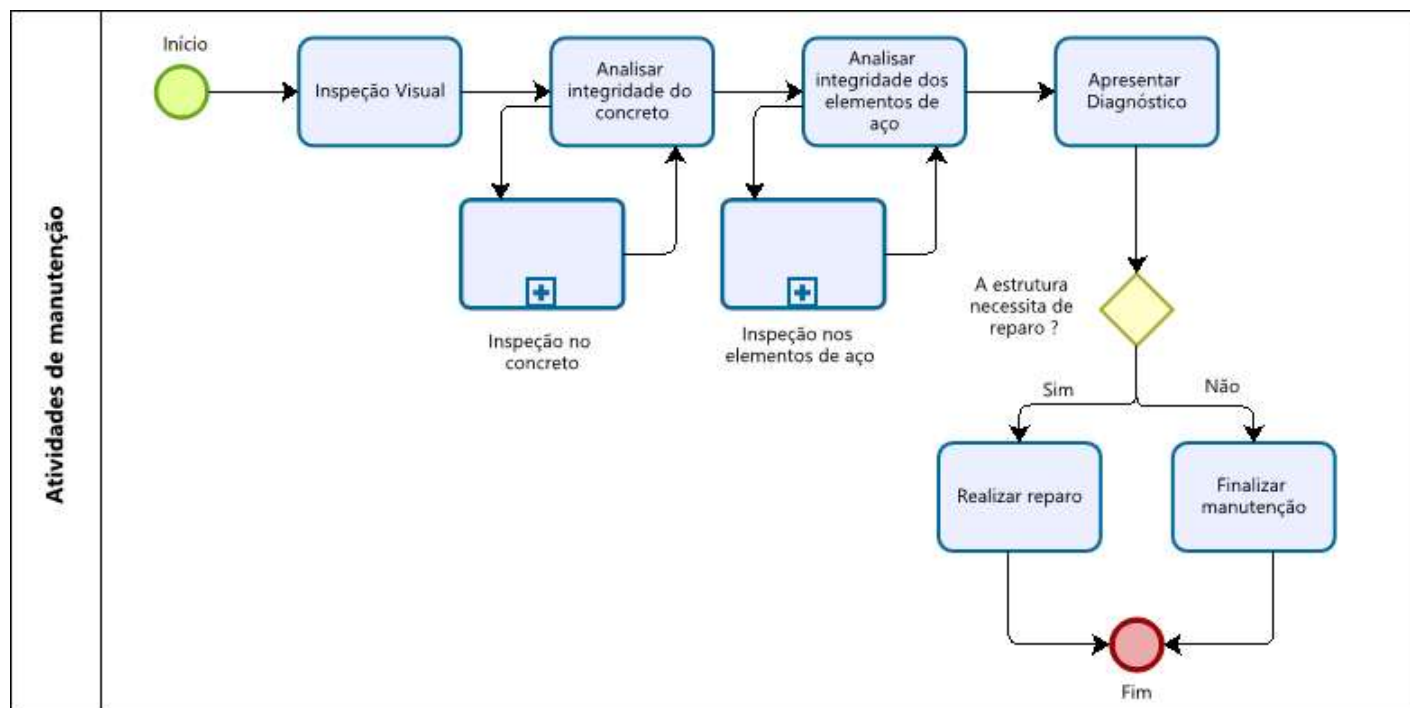 Atividades de manutenção
Início
Inspeção Visual
Analisar
integridade do
concreto
Analisar
integridade dos
elementos de
aço
Apresentar
Diagnóstico
Inspeção no
concreto
Inspeção nos
elementos de aço
A estrutura
necessita de
reparo ?
Sim
Não
Realizar reparo
Finalizar
manutenção
Fim